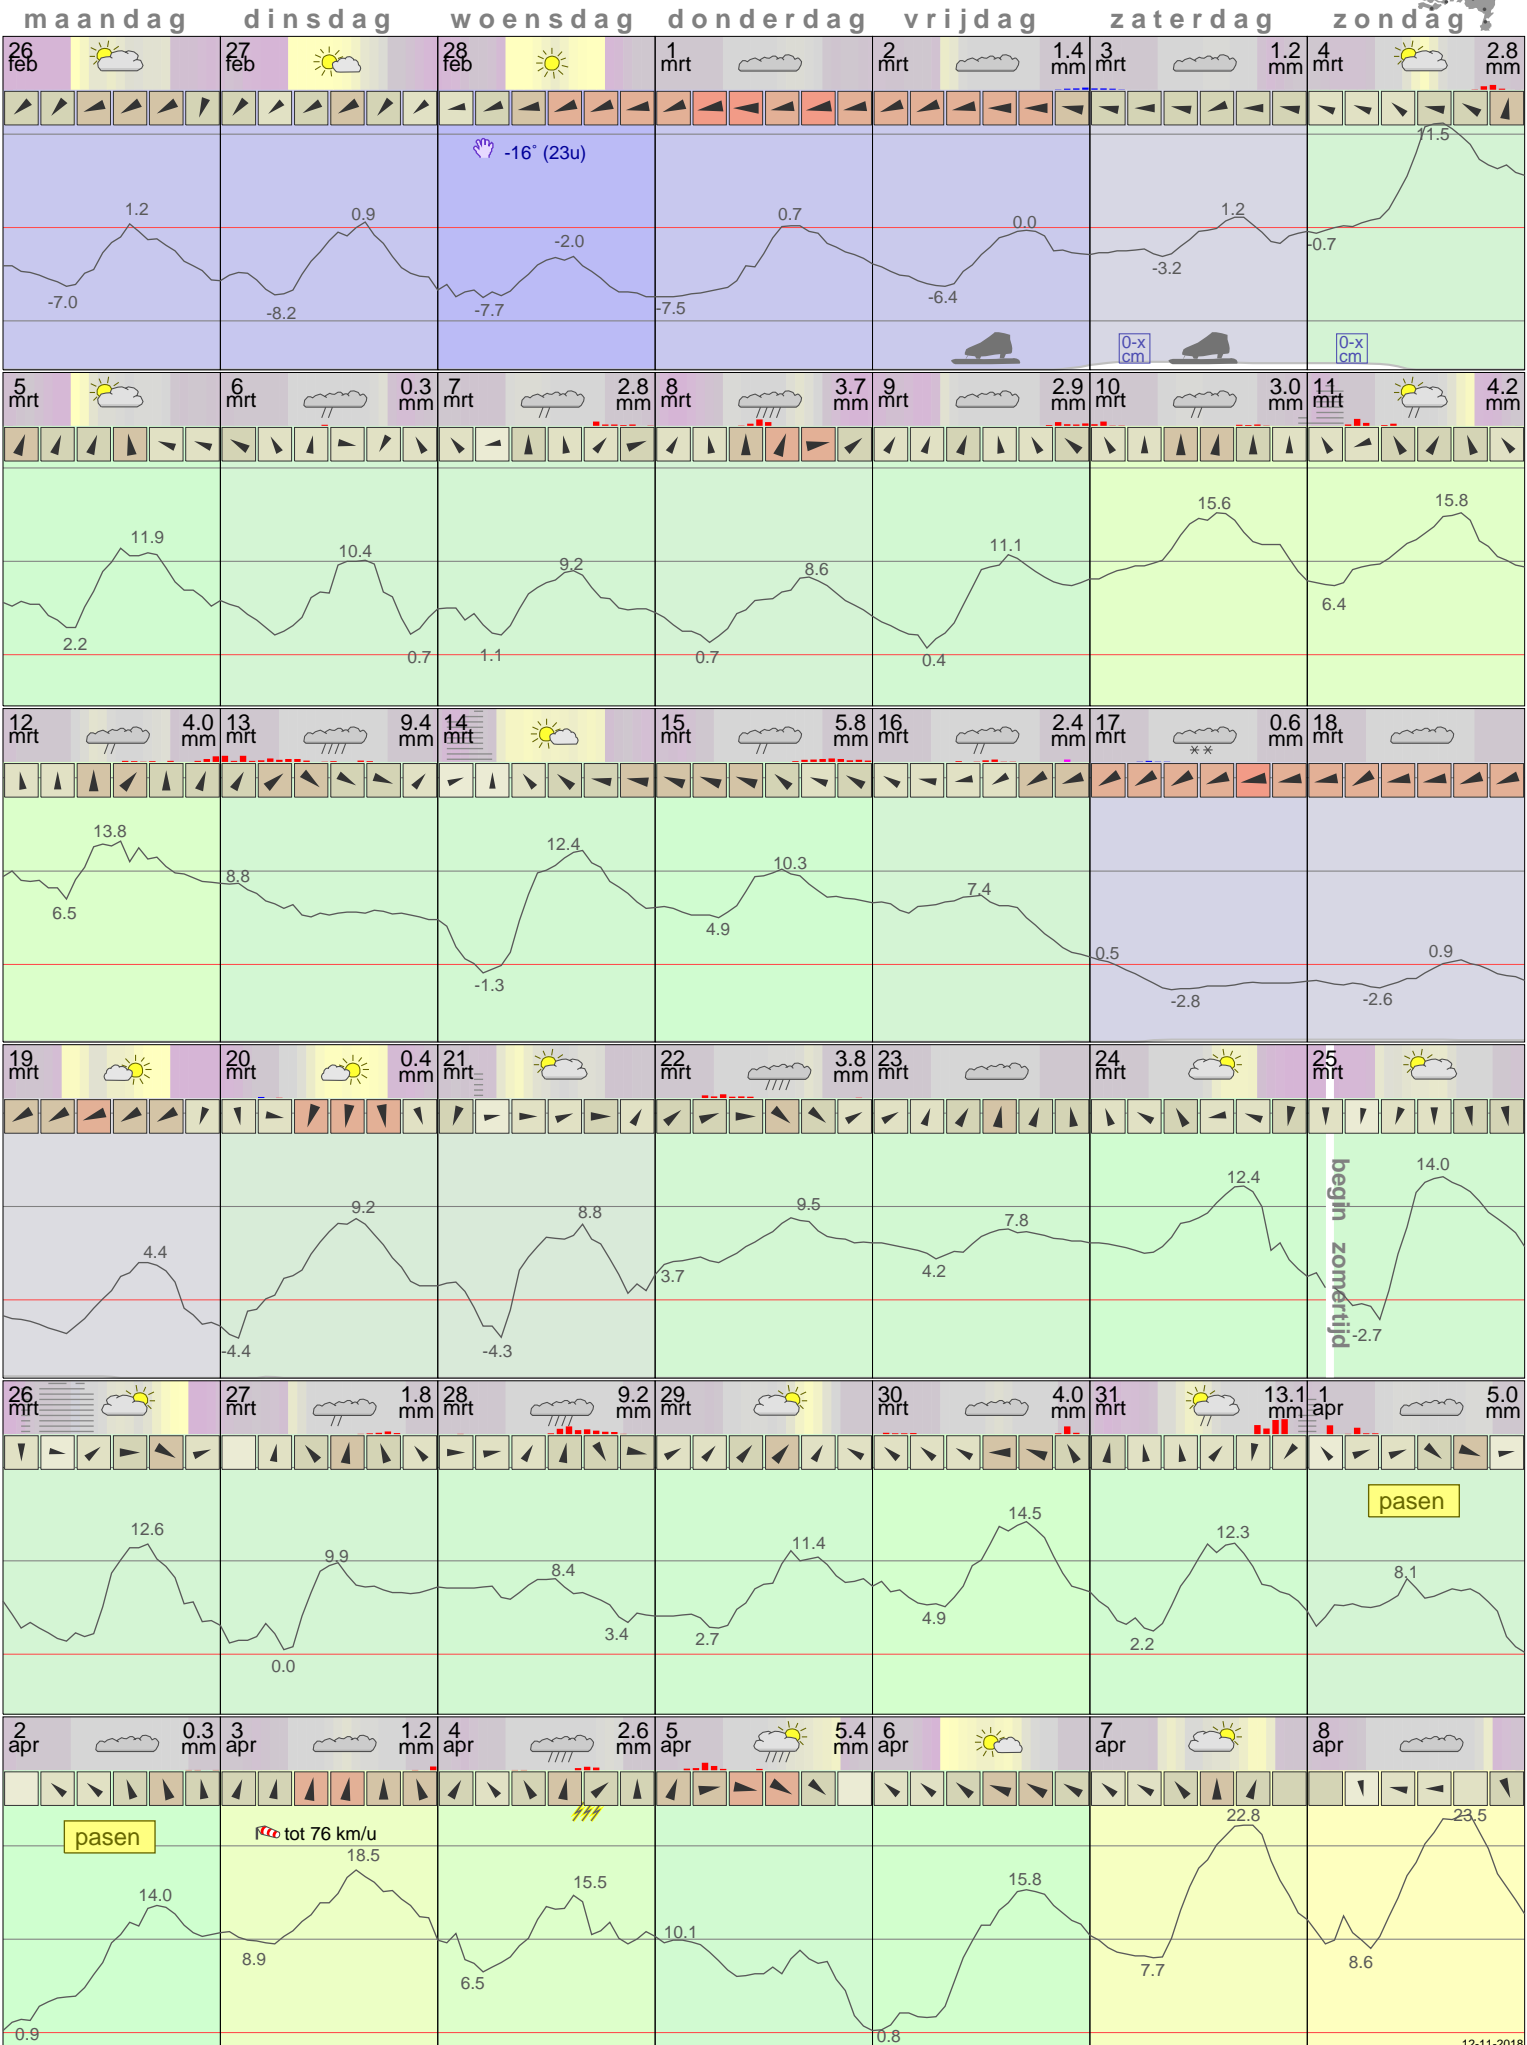 maandag dinsdag woensdag donderdag vrijdag zaterdag zondag
26 feb 27 feb 28 feb 1 mrt 2 mrt 1.4 mm 3 mrt 1.2 mm 4 mrt 2.8 mm
-16° (23u)
11.5
1.2 0.9 -2.0 0.7 0.0 1.2
-7.0 -8.2 -7.7 -7.5 -6.4 -3.2 -0.7
0-x cm 0-x cm
5 mrt 6 mrt 0.3 mm 7 mrt 2.8 mm 8 mrt 3.7 mm 9 mrt 2.9 mm 10 mrt 3.0 mm 11 mrt 4.2 mm
11.9 10.4 9.2 8.6 11.1 15.6 15.8
2.2 0.7 1.1 0.7 0.4 6.4
12 mrt 4.0 mm 13 mrt 9.4 mm 14 mrt 15 mrt 5.8 mm 16 mrt 2.4 mm 17 mrt 0.6 mm 18 mrt
13.8 8.8 12.4 10.3 7.4 0.5 0.9
6.5 -1.3 4.9 -2.8 -2.6
19 mrt 20 mrt 0.4 mm 21 mrt 22 mrt 3.8 mm 23 mrt 24 mrt 25 mrt
4.4 9.2 8.8 9.5 7.8 12.4 14.0
-4.4 -4.3 3.7 4.2 -2.7
begin zomertijd
26 mrt 27 mrt 1.8 mm 28 mrt 9.2 mm 29 mrt 30 mrt 4.0 mm 31 mrt 13.1 mm 1 apr 5.0 mm
pasen
12.6 9.9 8.4 11.4 14.5 12.3 8.1
0.0 3.4 2.7 4.9 2.2
2 apr 0.3 mm 3 apr 1.2 mm 4 apr 2.6 mm 5 apr 5.4 mm 6 apr 7 apr 8 apr
pasen tot 76 km/u
14.0 18.5 15.5 10.1 15.8 22.8 23.5
0.9 8.9 6.5 0.8 7.7 8.6
12-11-2018